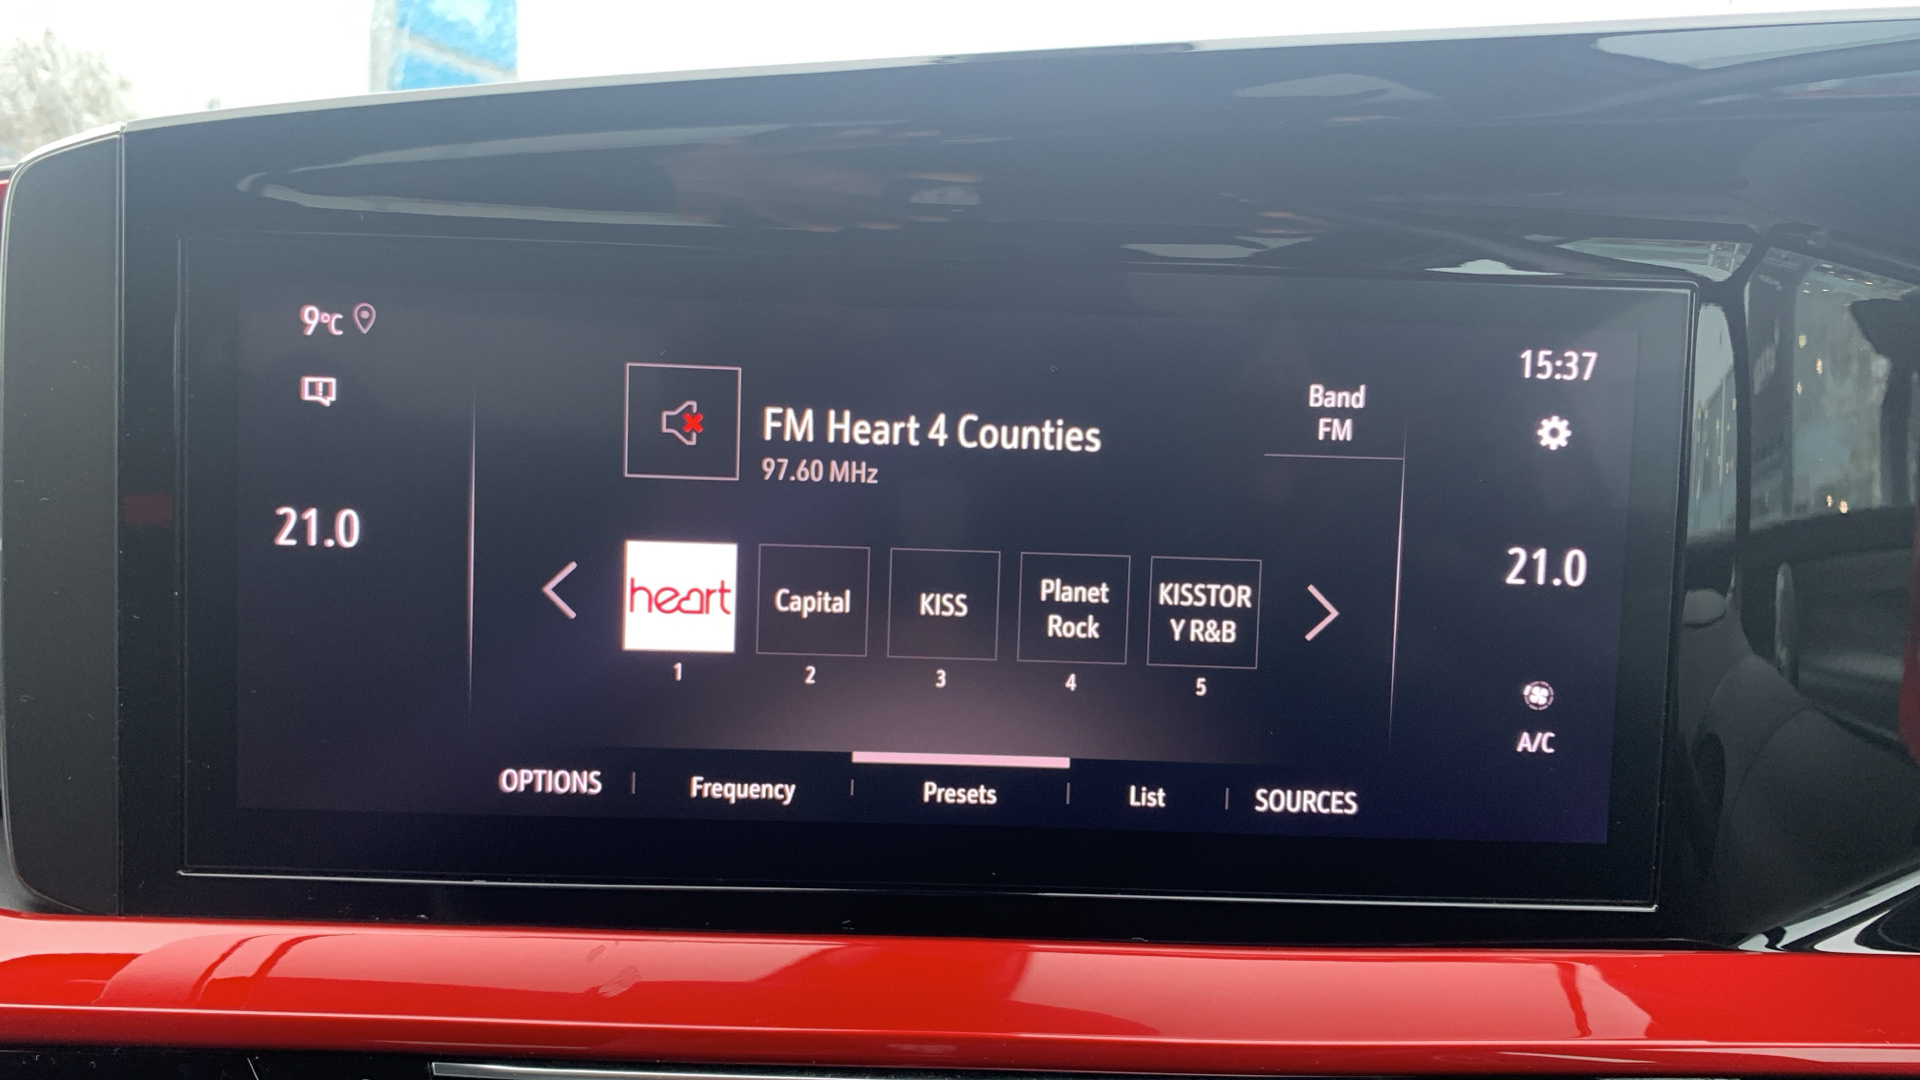 9°C
15:37
FM Heart 4 Counties
97.60 MHz
Band
FM
21.0
21.0
heart
Capital
KISS
Planet
Rock
KISSTOR
Y R&B
1
2
3
4
5
A/C
OPTIONS
Frequency
Presets
List
SOURCES